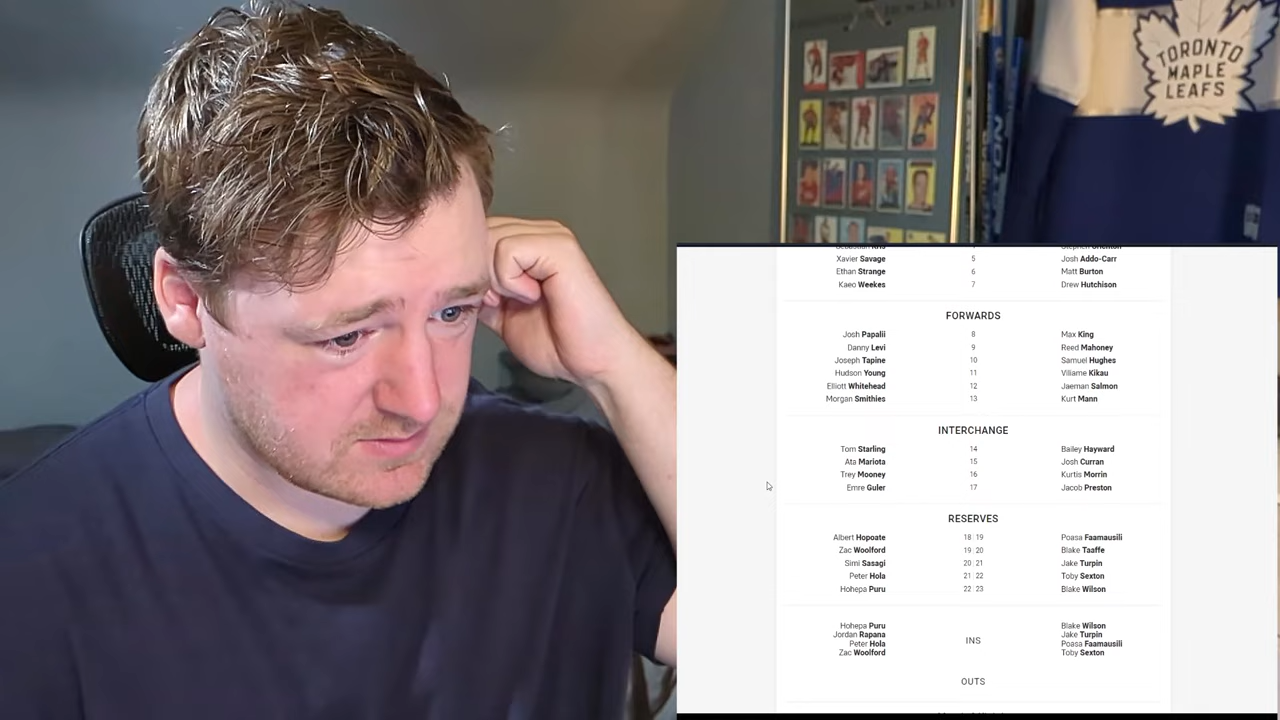 TORONTO
MAPLE
LEAFS
Xavier Savage 5 Josh Addo-Carr
Ethan Strange 6 Matt Burton
Kaeo Weekes 7 Drew Hutchison
FORWARDS
Josh Papalii 8 Max King
Danny Levi 9 Reed Mahoney
Joseph Tapine 10 Samuel Hughes
Hudson Young 11 Viliame Kikau
Elliott Whitehead 12 Jaeman Salmon
Morgan Smithies 13 Kurt Mann
INTERCHANGE
Tom Starling 14 Bailey Hayward
Ata Mariota 15 Josh Curran
Trey Mooney 16 Kurtis Morrin
Emre Guler 17 Jacob Preston
RESERVES
Albert Hopoate 18 19 Poasa Faamausili
Zac Woolford 19 20 Blake Taaffe
Simi Sasagi 20 21 Jake Turpin
Peter Hola 21 22 Toby Sexton
Hohepa Puru 22 23 Blake Wilson
Hohepa Puru Blake Wilson
Jordan Rapana Jake Turpin
INS
Peter Hola Poasa Faamausili
Zac Woolford Toby Sexton
OUTS